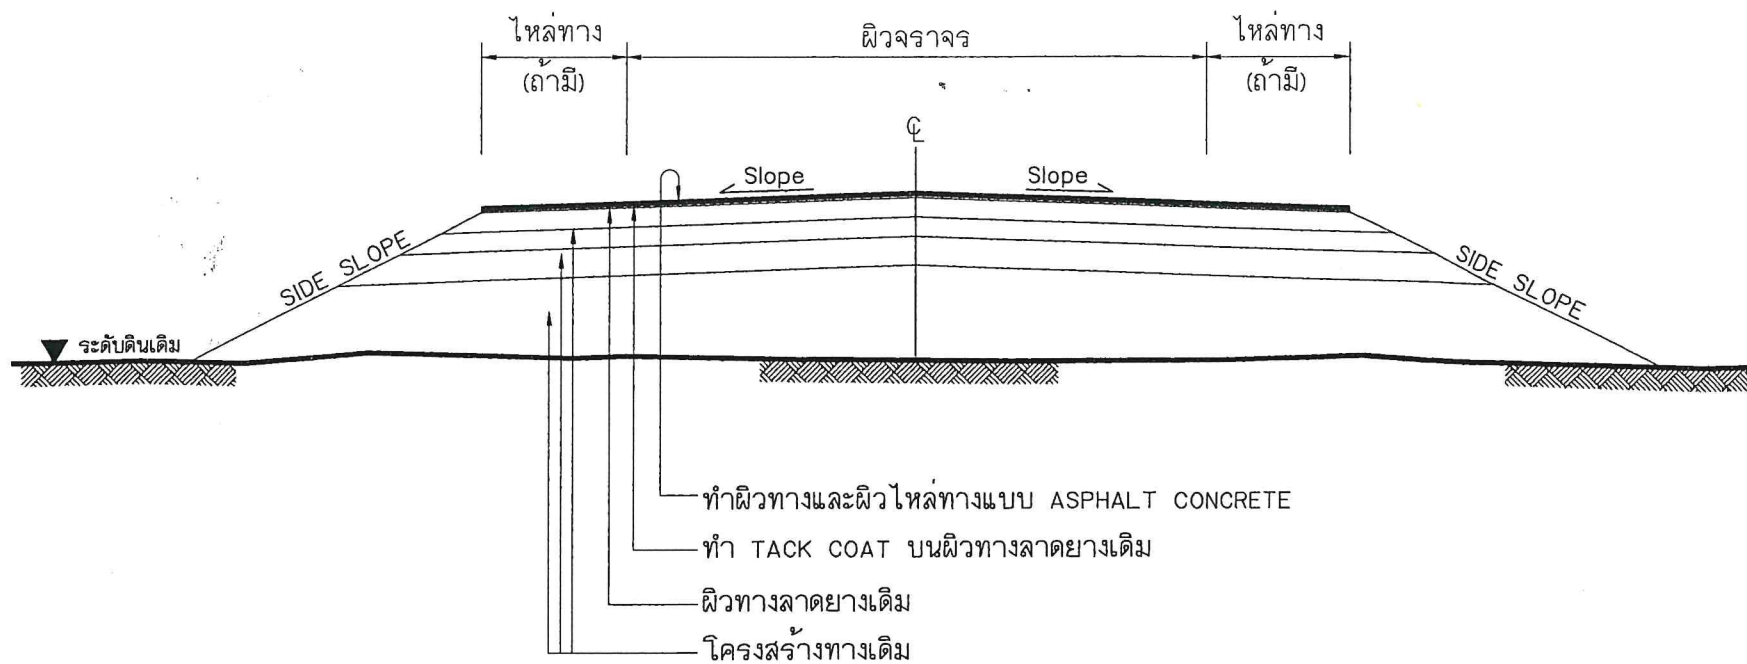 ไหล่ทาง
(ถ้ามี)
ผิวจราจร
ไหล่ทาง
(ถ้ามี)
℄
Slope
Slope
SIDE SLOPE
SIDE SLOPE
ระดับดินเดิม
ทำผิวทางและผิวไหล่ทางแบบ ASPHALT CONCRETE
ทำ TACK COAT บนผิวทางลาดยางเดิม
ผิวทางลาดยางเดิม
โครงสร้างทางเดิม